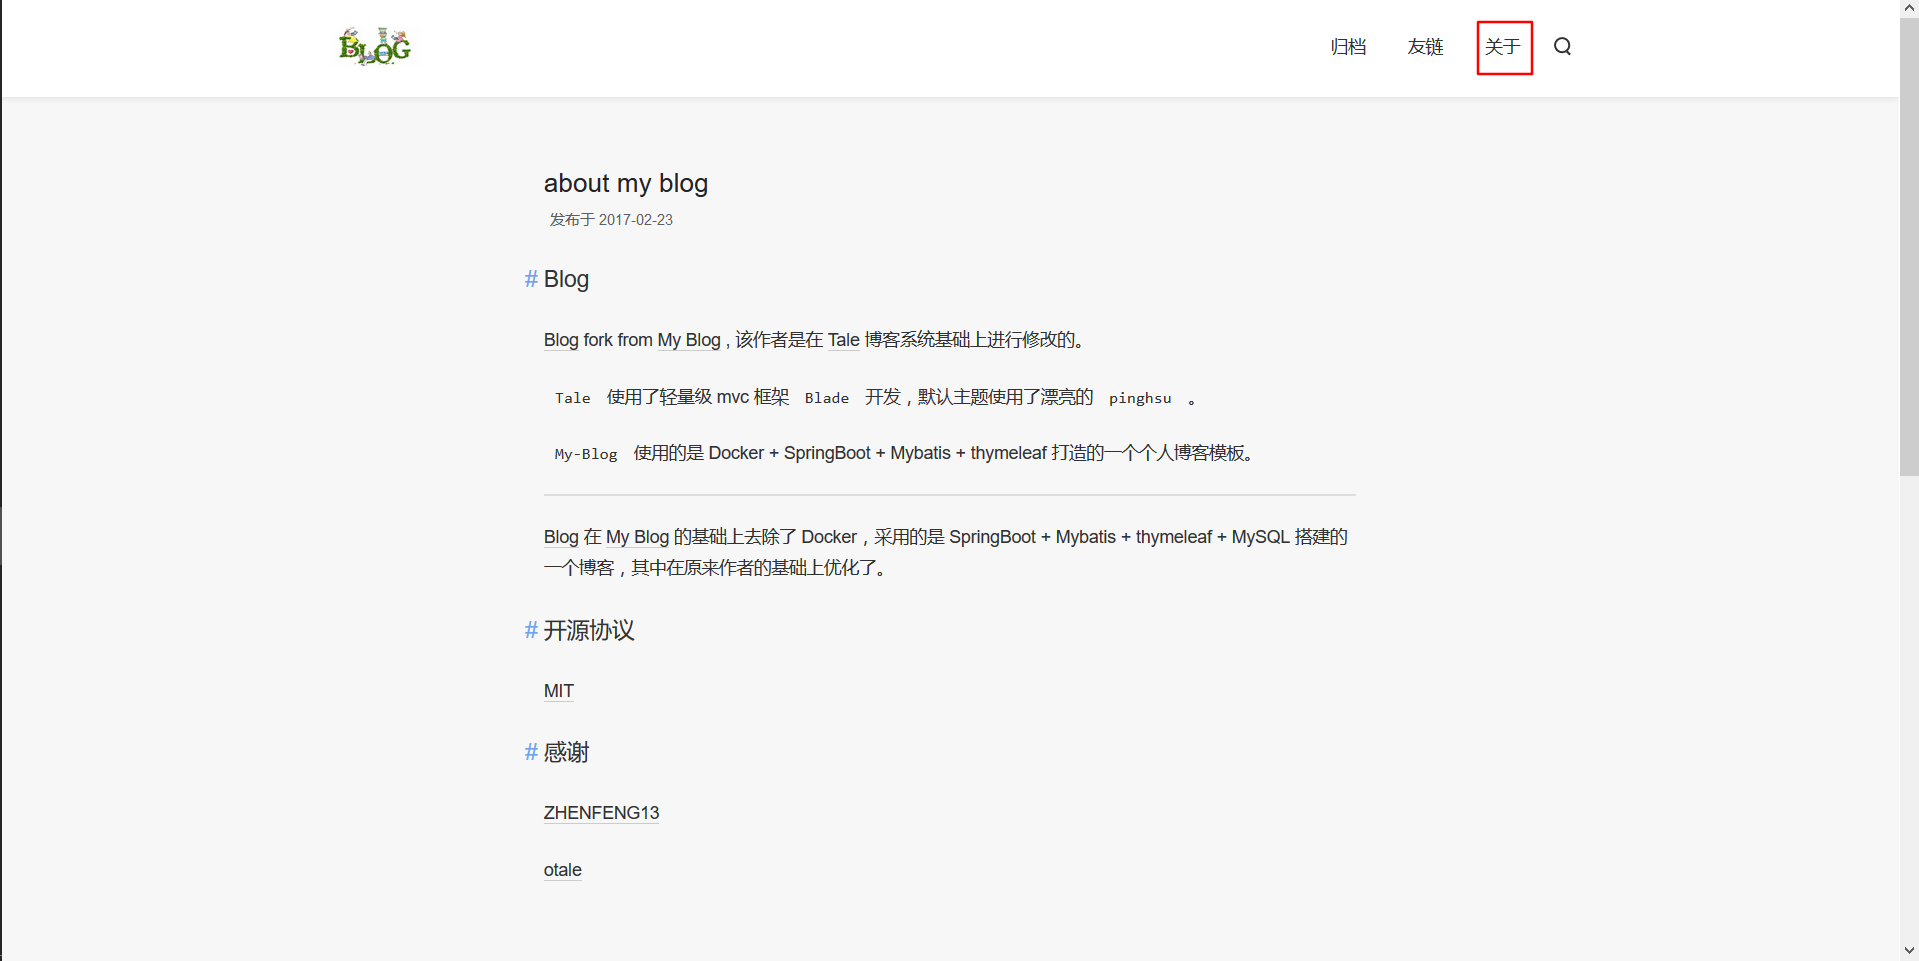 BLOG
归档 友链 关于
about my blog
发布于 2017-02-23
# Blog
Blog fork from My Blog , 该作者是在 Tale 博客系统基础上进行修改的。
Tale 使用了轻量级 mvc 框架 Blade 开发，默认主题使用了漂亮的 pinghsu 。
My-Blog 使用的是 Docker + SpringBoot + Mybatis + thymeleaf 打造的一个个人博客模板。
Blog 在 My Blog 的基础上去除了 Docker，采用的是 SpringBoot + Mybatis + thymeleaf + MySQL 搭建的
一个博客，其中在原来作者的基础上优化了。
# 开源协议
MIT
# 感谢
ZHENFENG13
otale